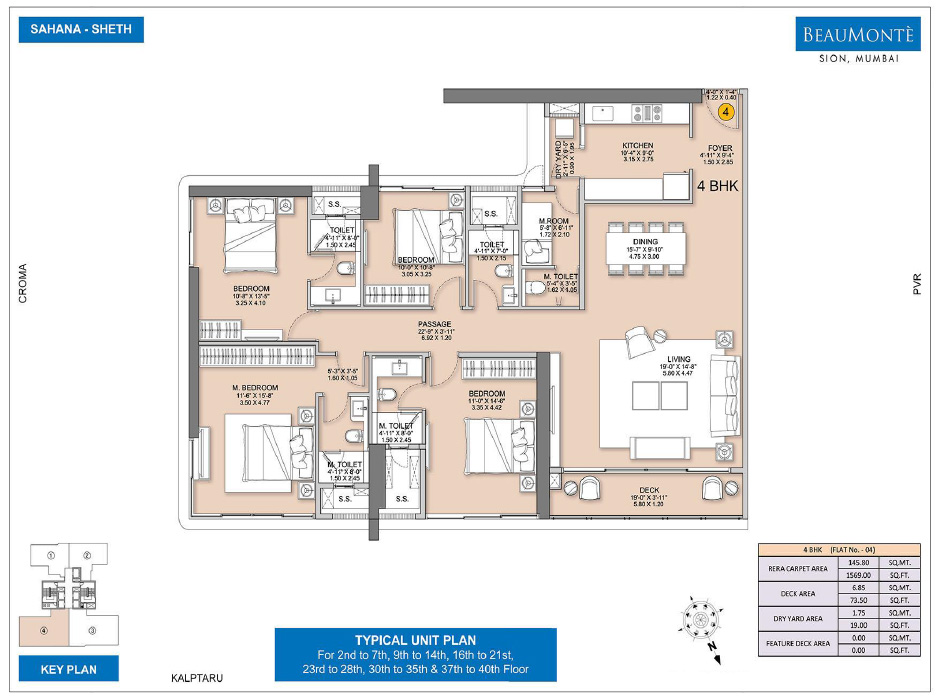 SAHANA - SHETH
BEAUMONTÈ
SION, MUMBAI
4'-0" X 1'-4"
1.22 X 0.40
4
KITCHEN
10'-4" X 9'-0"
3.15 X 2.75
FOYER
4'-11" X 9'-4"
1.50 X 2.85
DRY YARD
2'-11" X 6'-0"
4 BHK
S.S.
TOILET
4'-11" X 8'-0"
1.50 X 2.45
BEDROOM
10'-0" X 10'-8"
3.05 X 3.25
S.S.
TOILET
4'-11" X 7'-0"
1.50 X 2.15
M.ROOM
5'-8" X 6'-11"
1.72 X 2.10
DINING
15'-7" X 9'-10"
4.75 X 3.00
M. TOILET
5'-4" X 3'-5"
1.62 X 1.05
BEDROOM
10'-8" X 13'-5"
3.25 X 4.10
CROMA
PVR
PASSAGE
22'-9" X 3'-11"
6.92 X 1.20
LIVING
19'-0" X 14'-8"
5.80 X 4.47
5'-3" X 3'-5"
1.60 X 1.05
M. BEDROOM
11'-6" X 15'-8"
3.50 X 4.77
BEDROOM
11'-0" X 14'-6"
3.35 X 4.42
M. TOILET
4'-11" X 8'-0"
1.50 X 2.45
M. TOILET
4'-11" X 8'-0"
1.50 X 2.45
S.S.
S.S.
DECK
19'-0" X 3'-11"
5.80 X 1.20
1
2
4
3
KEY PLAN
KALPTARU
TYPICAL UNIT PLAN
For 2nd to 7th, 9th to 14th, 16th to 21st,
23rd to 28th, 30th to 35th & 37th to 40th Floor
N
4 BHK (FLAT No. - 04)
RERA CARPET AREA 145.80 SQ.MT.
1569.00 SQ.FT.
DECK AREA 6.85 SQ.MT.
73.50 SQ.FT.
DRY YARD AREA 1.75 SQ.MT.
19.00 SQ.FT.
FEATURE DECK AREA 0.00 SQ.MT.
0.00 SQ.FT.